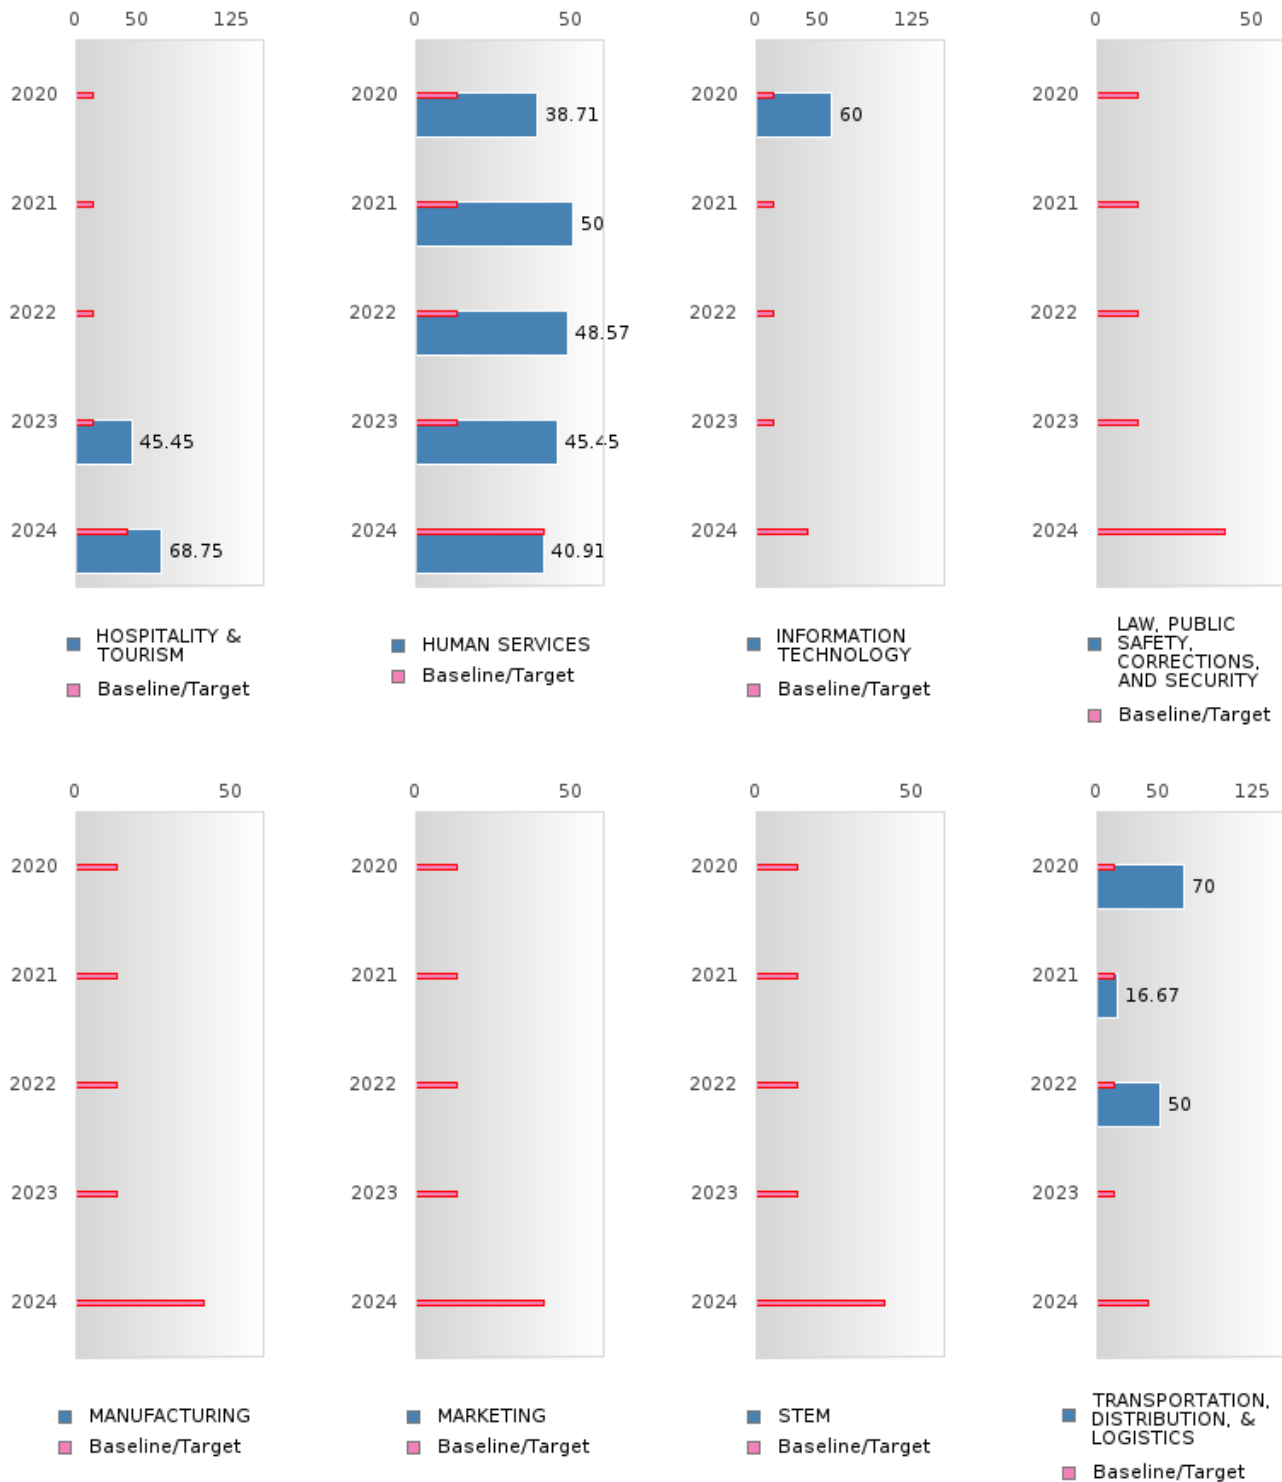 0 50 125
0 50
0 50 125
0 50
2020 2020 38.71 2020 60 2020
2021 2021 50 2021 2021
2022 2022 48.57 2022 2022
2023 45.45 2023 45.45 2023 2023
2024 68.75 2024 40.91 2024 2024
HOSPITALITY &
TOURISM
Baseline/Target
HUMAN SERVICES
Baseline/Target
INFORMATION
TECHNOLOGY
Baseline/Target
LAW, PUBLIC
SAFETY,
CORRECTIONS,
AND SECURITY
Baseline/Target
0 50
0 50
0 50
0 50 125
2020 2020 2020 2020 70
2021 2021 2021 2021 16.67
2022 2022 2022 2022 50
2023 2023 2023 2023
2024 2024 2024 2024
MANUFACTURING
Baseline/Target
MARKETING
Baseline/Target
STEM
Baseline/Target
TRANSPORTATION,
DISTRIBUTION, &
LOGISTICS
Baseline/Target